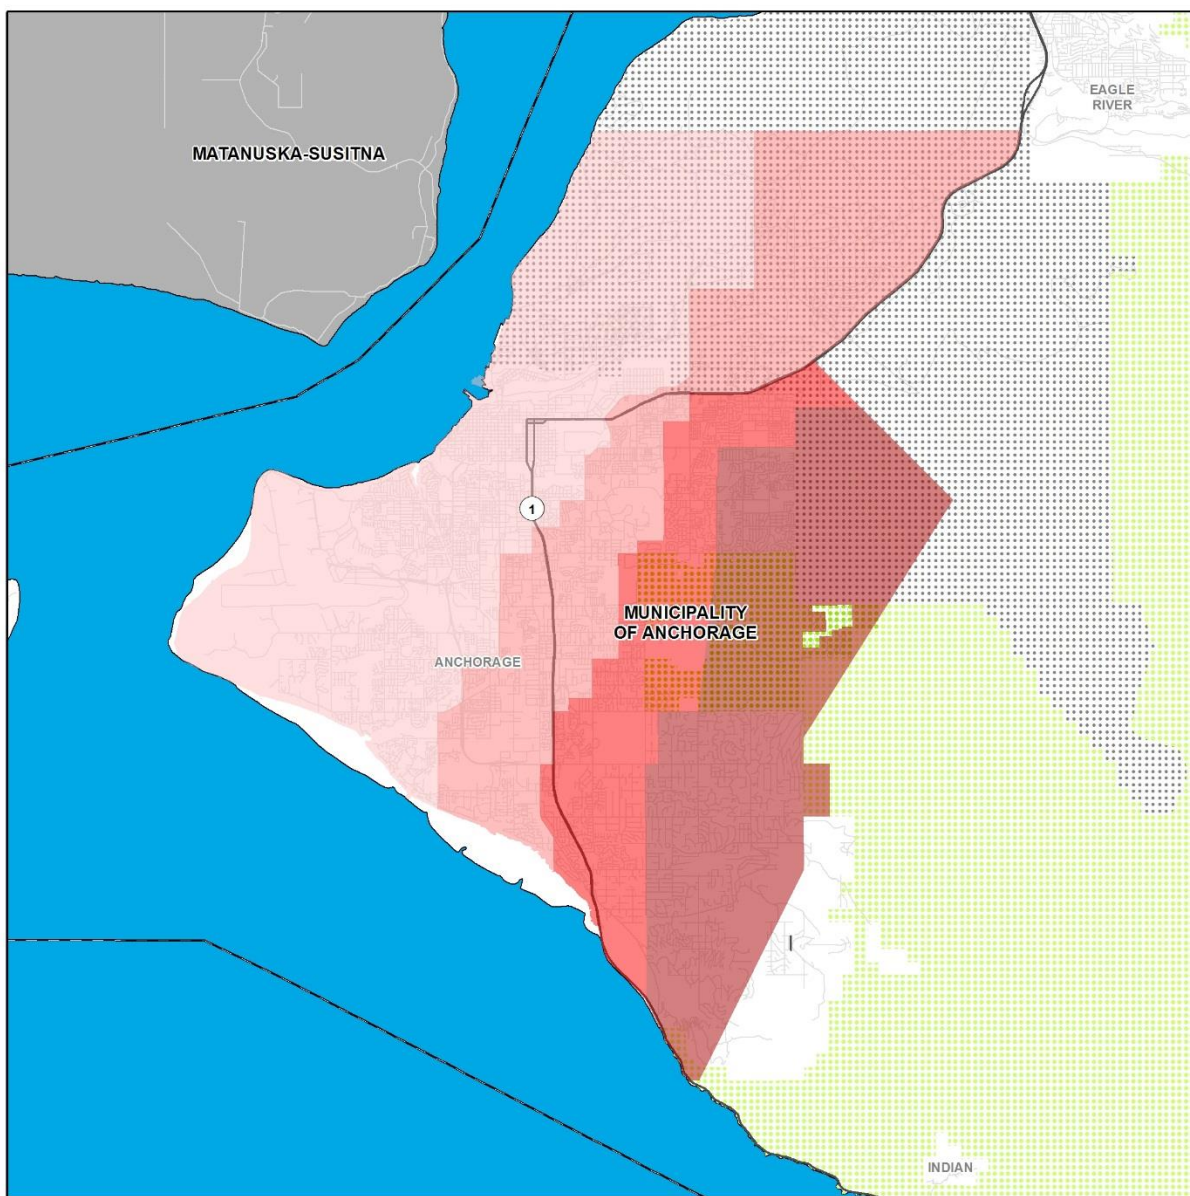 EAGLE
RIVER
MATANUSKA-SUSITNA
1
MUNICIPALITY
OF ANCHORAGE
ANCHORAGE
INDIAN